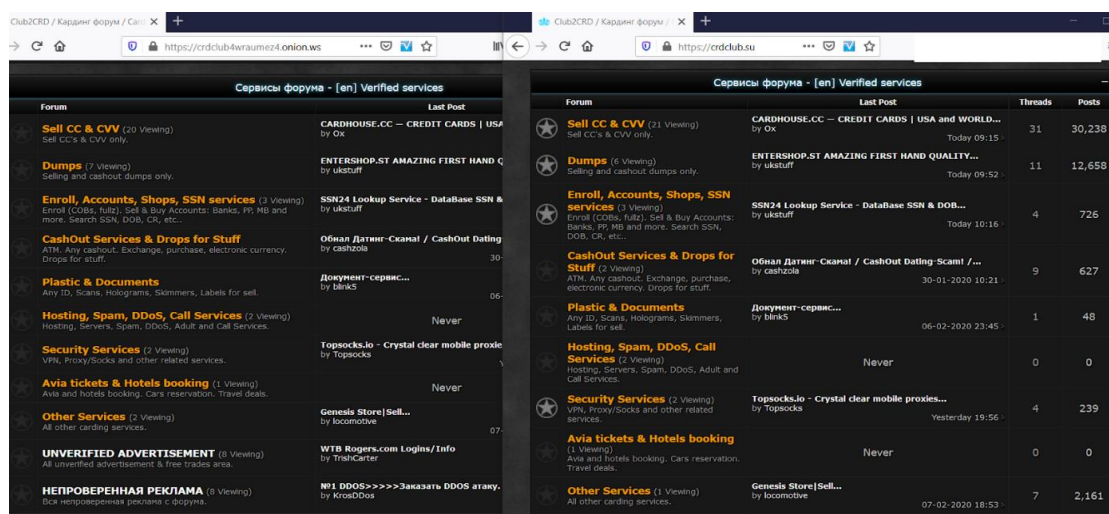 Club2CRD / Кардинг форум / Card
https://crdclub4wraumez4.onion.ws
Сервисы форума - [en] Verified services
Forum Last Post
Sell CC & CVV (20 Viewing)
Sell CC's & CVV only.
CARDHOUSE.CC — CREDIT CARDS | USA
by Ox
Dumps (7 Viewing)
Selling and cashout dumps only.
ENTERSHOP.ST AMAZING FIRST HAND Q
by ukstuff
Enroll, Accounts, Shops, SSN services (3 Viewing)
Enroll (COBs, fullz). Sell & Buy Accounts: Banks, PP, MB and
more. Search SSN, DOB, CR, etc..
SSN24 Lookup Service - DataBase SSN &
by ukstuff
CashOut Services & Drops for Stuff
ATM. Any cashout. Exchange, purchase, electronic currency.
Drops for stuff.
Обнал Датинг-Скама! / CashOut Dating
by cashzola
30-
Plastic & Documents
Any ID, Scans, Holograms, Skimmers, Labels for sell.
Документ-сервис...
by blink5
06-
Hosting, Spam, DDoS, Call Services (2 Viewing)
Hosting, Servers, Spam, DDoS, Adult and Call Services.
Never
Security Services (2 Viewing)
VPN, Proxy/Socks and other related services.
Topsocks.io - Crystal clear mobile proxie
by Topsocks
Avia tickets & Hotels booking (1 Viewing)
Avia and hotels booking. Cars reservation. Travel deals.
Never
Other Services (2 Viewing)
All other carding services.
Genesis Store|Sell...
by locomotive
07-
UNVERIFIED ADVERTISEMENT (8 Viewing)
All unverified advertisement & free trades area.
WTB Rogers.com Logins/Info
by TrishCarter
НЕПРОВЕРЕННАЯ РЕКЛАМА (8 Viewing)
Вся непроверенная реклама с форума.
№1 DDOS>>>>>Заказать DDOS атаку.
by KrosDDos
Club2CRD / Кардинг форум /
https://crdclub.su
Сервисы форума - [en] Verified services
Forum Last Post Threads Posts
Sell CC & CVV (21 Viewing)
Sell CC's & CVV only.
CARDHOUSE.CC — CREDIT CARDS | USA and WORLD...
by Ox
Today 09:15
31 30,238
Dumps (6 Viewing)
Selling and cashout dumps only.
ENTERSHOP.ST AMAZING FIRST HAND QUALITY...
by ukstuff
Today 09:52
11 12,658
Enroll, Accounts, Shops, SSN
services (3 Viewing)
Enroll (COBs, fullz). Sell & Buy Accounts:
Banks, PP, MB and more. Search SSN,
DOB, CR, etc..
SSN24 Lookup Service - DataBase SSN & DOB...
by ukstuff
Today 10:16
4 726
CashOut Services & Drops for
Stuff (2 Viewing)
ATM. Any cashout. Exchange, purchase,
electronic currency. Drops for stuff.
Обнал Датинг-Скама! / CashOut Dating-Scam! /...
by cashzola
30-01-2020 10:21
9 627
Plastic & Documents
Any ID, Scans, Holograms, Skimmers,
Labels for sell.
Документ-сервис...
by blink5
06-02-2020 23:45
1 48
Hosting, Spam, DDoS, Call
Services (2 Viewing)
Hosting, Servers, Spam, DDoS, Adult and
Call Services.
Never
0 0
Security Services (2 Viewing)
VPN, Proxy/Socks and other related
services.
Topsocks.io - Crystal clear mobile proxies...
by Topsocks
Yesterday 19:56
4 239
Avia tickets & Hotels booking
(1 Viewing)
Avia and hotels booking. Cars reservation.
Travel deals.
Never
0 0
Other Services (1 Viewing)
All other carding services.
Genesis Store|Sell...
by locomotive
07-02-2020 18:53
7 2,161